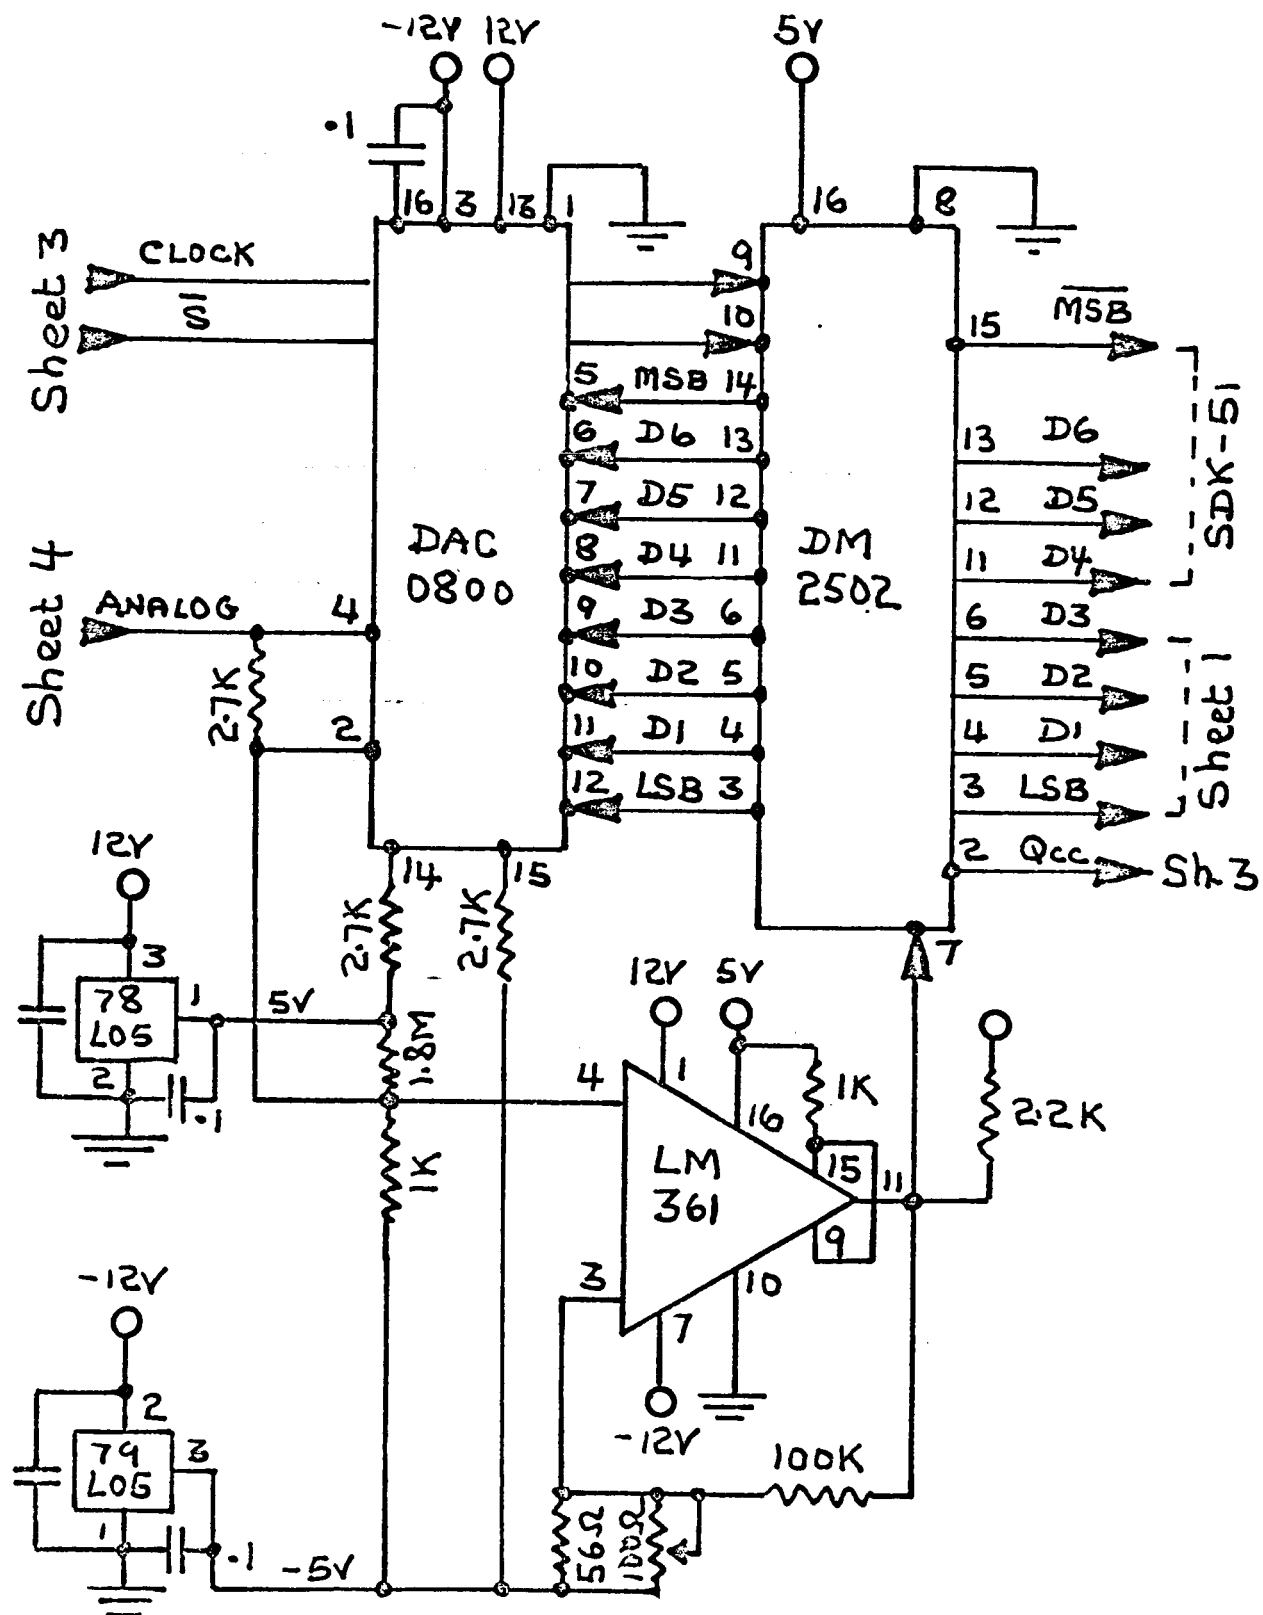 -12V 12V 5V
.1
16 3 13 1 16 8
Sheet 3
CLOCK
S̅
9
10
15 M̅S̅B̅
5 MSB 14
6 D6 13
7 D5 12
8 D4 11
9 D3 6
10 D2 5
11 D1 4
12 LSB 3
13 D6
12 D5
11 D4
6 D3
5 D2
4 D1
3 LSB
2 Qcc Sh.3
SDK-51
Sheet 1
DAC
0800
DM
2502
Sheet 4
ANALOG 4
2.7K
2
14 15
2.7K 2.7K
7
12V
3
78
L05
1 5V
2
.1
1.8M
1K
12V 5V
4 1 16
1K
2.2K
LM
361
15
11
9
3
7 10
-12V
-12V
2
79
L05
3
1
.1
-5V
56Ω 100Ω
100K